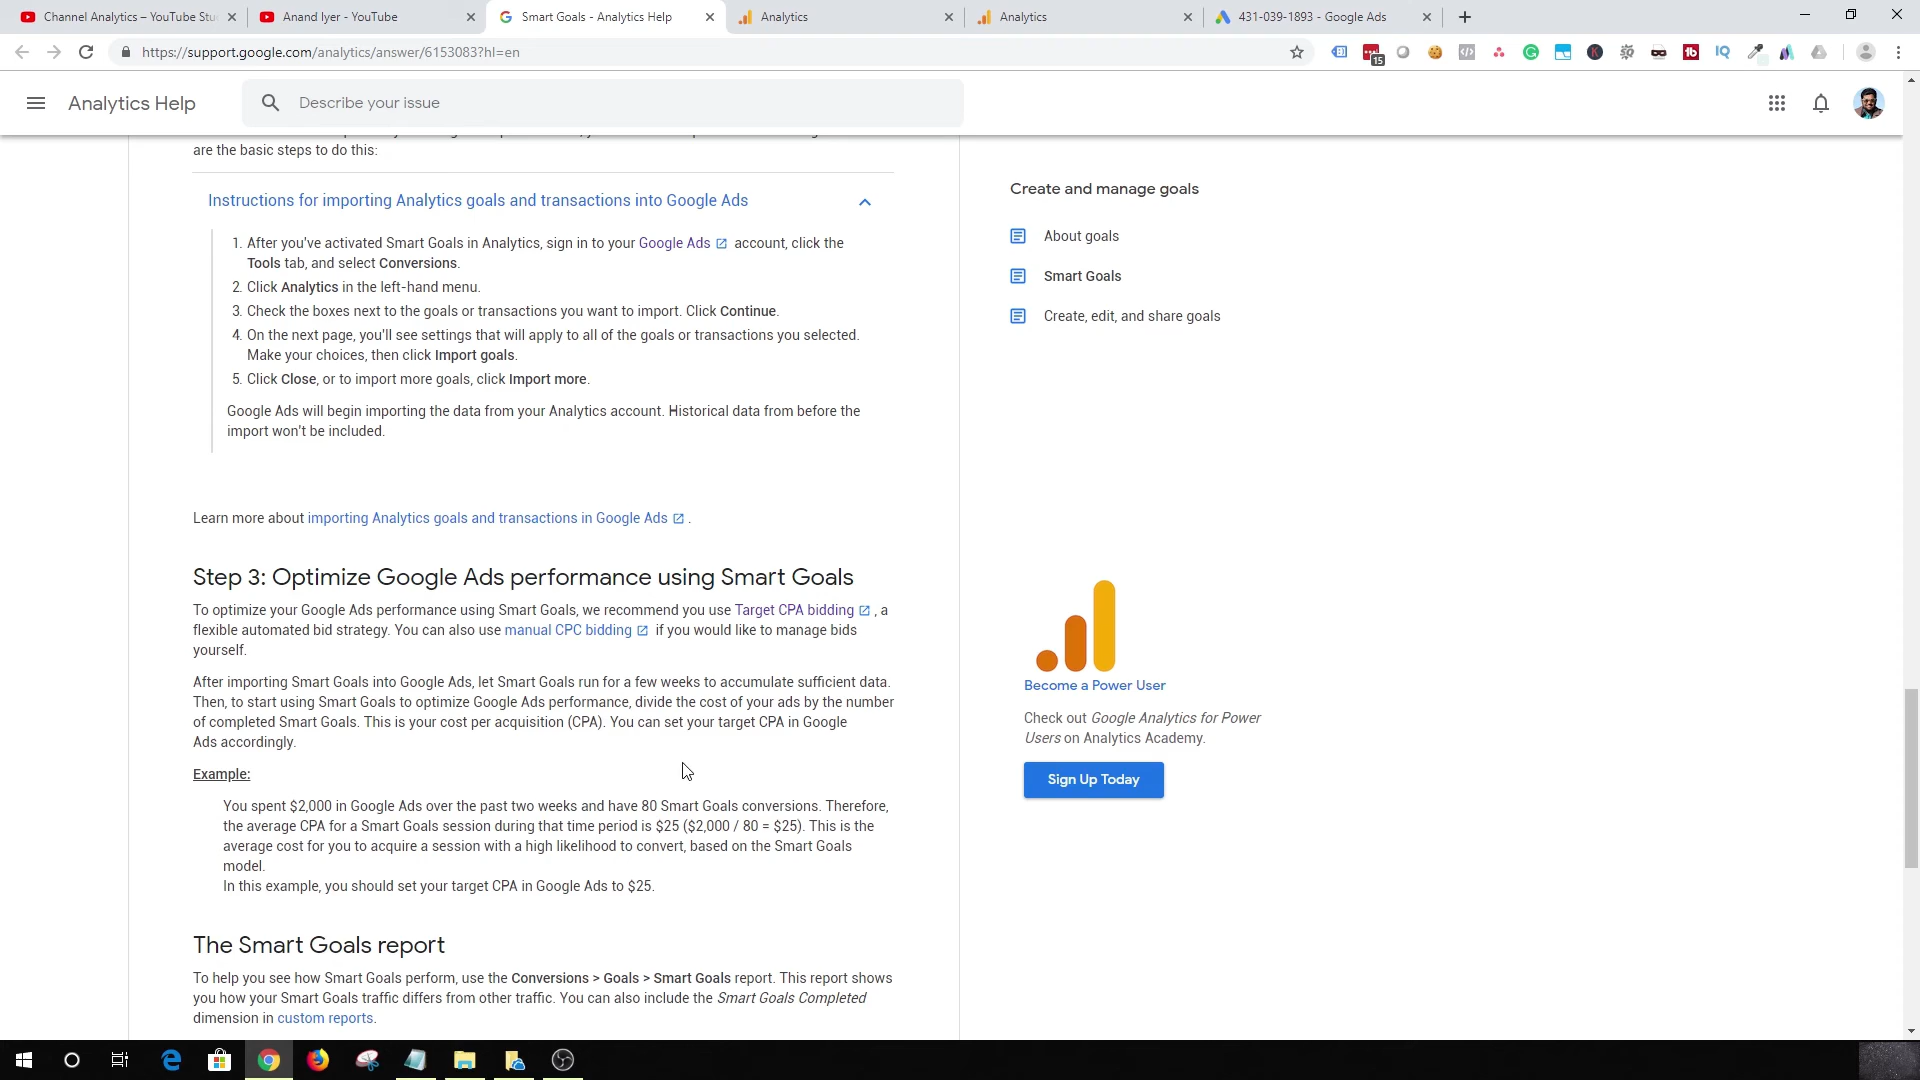 Channel Analytics – YouTube Stu
Anand Iyer - YouTube
Smart Goals - Analytics Help
Analytics
Analytics
431-039-1893 - Google Ads
https://support.google.com/analytics/answer/6153083?hl=en
15
Analytics Help
Describe your issue
are the basic steps to do this:
Instructions for importing Analytics goals and transactions into Google Ads
1. After you've activated Smart Goals in Analytics, sign in to your Google Ads account, click the
Tools tab, and select Conversions.
2. Click Analytics in the left-hand menu.
3. Check the boxes next to the goals or transactions you want to import. Click Continue.
4. On the next page, you'll see settings that will apply to all of the goals or transactions you selected.
Make your choices, then click Import goals.
5. Click Close, or to import more goals, click Import more.
Google Ads will begin importing the data from your Analytics account. Historical data from before the
import won't be included.
Learn more about importing Analytics goals and transactions in Google Ads .
Step 3: Optimize Google Ads performance using Smart Goals
To optimize your Google Ads performance using Smart Goals, we recommend you use Target CPA bidding , a
flexible automated bid strategy. You can also use manual CPC bidding if you would like to manage bids
yourself.
After importing Smart Goals into Google Ads, let Smart Goals run for a few weeks to accumulate sufficient data.
Then, to start using Smart Goals to optimize Google Ads performance, divide the cost of your ads by the number
of completed Smart Goals. This is your cost per acquisition (CPA). You can set your target CPA in Google
Ads accordingly.
Example:
You spent $2,000 in Google Ads over the past two weeks and have 80 Smart Goals conversions. Therefore,
the average CPA for a Smart Goals session during that time period is $25 ($2,000 / 80 = $25). This is the
average cost for you to acquire a session with a high likelihood to convert, based on the Smart Goals
model.
In this example, you should set your target CPA in Google Ads to $25.
The Smart Goals report
To help you see how Smart Goals perform, use the Conversions > Goals > Smart Goals report. This report shows
you how your Smart Goals traffic differs from other traffic. You can also include the Smart Goals Completed
dimension in custom reports.
Create and manage goals
About goals
Smart Goals
Create, edit, and share goals
Become a Power User
Check out Google Analytics for Power
Users on Analytics Academy.
Sign Up Today